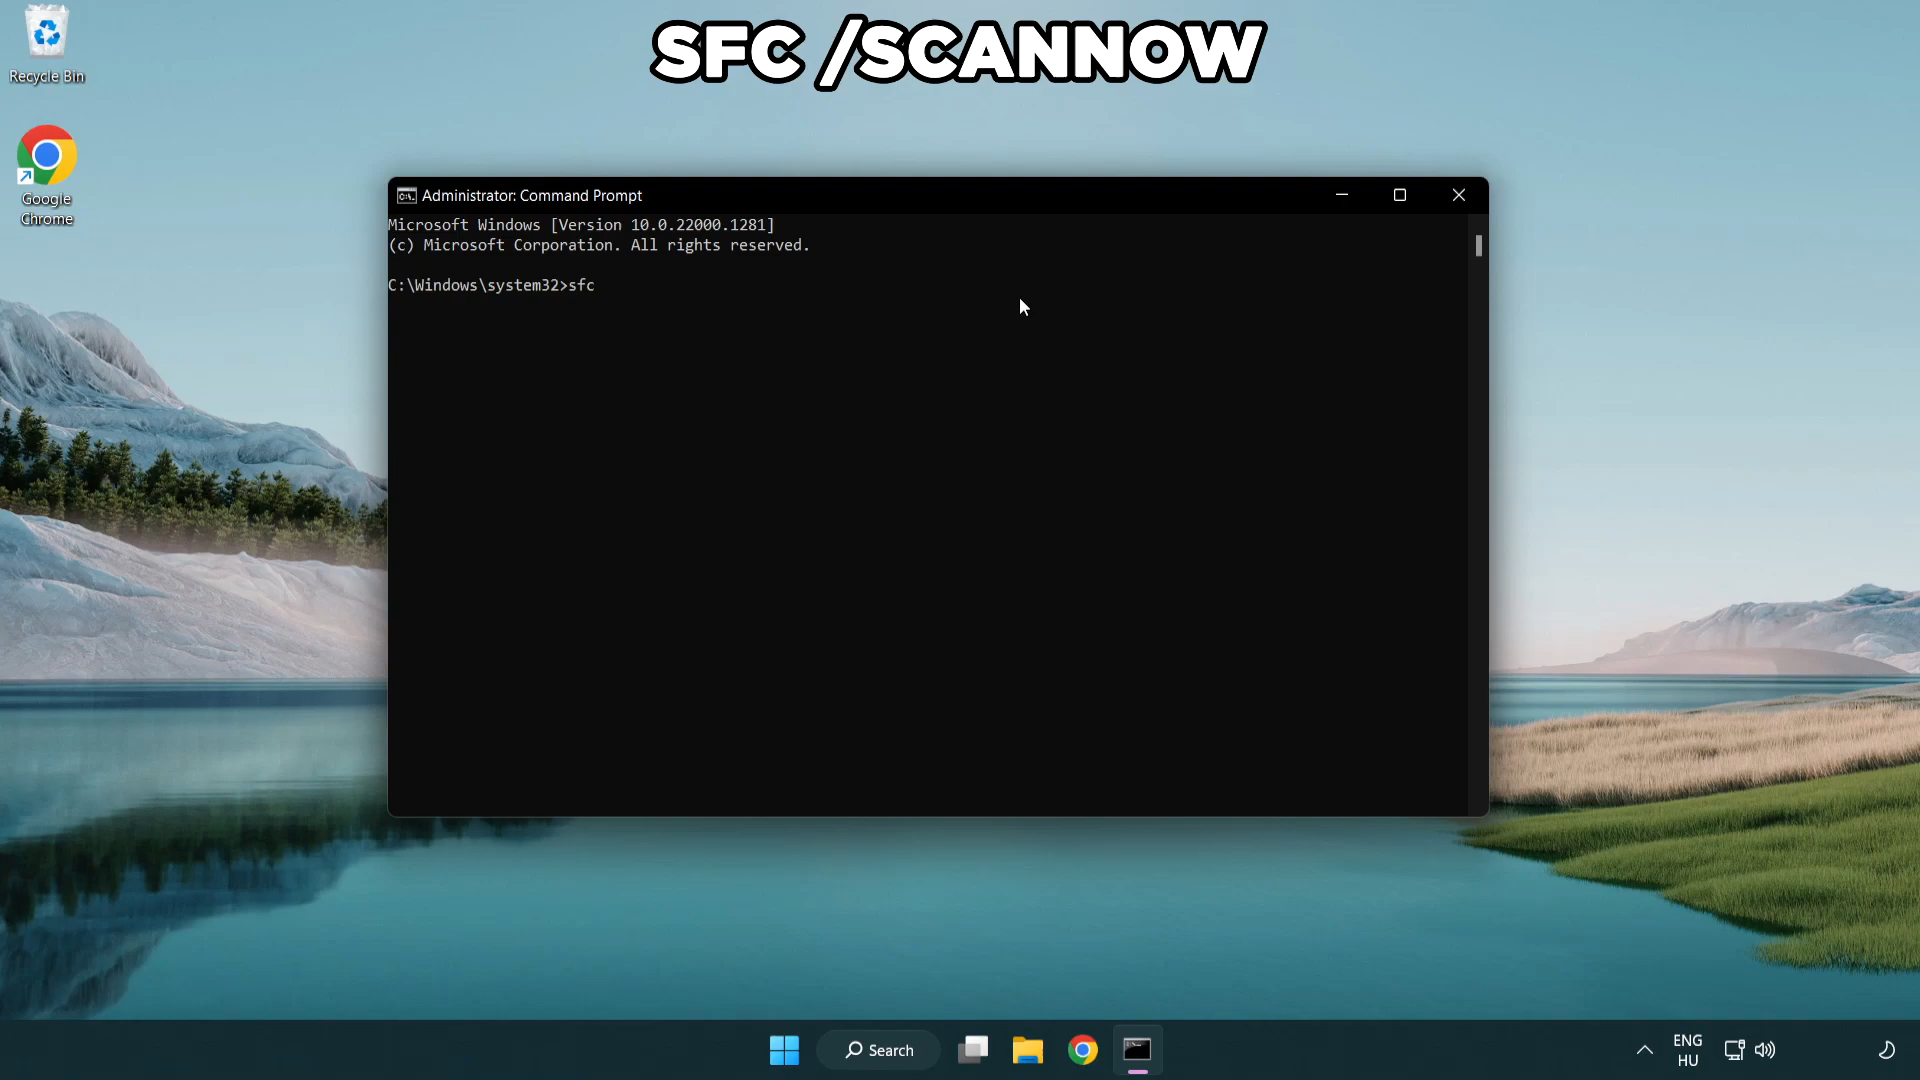 SFC /SCANNOW
Recycle Bin
Google
Chrome
Administrator: Command Prompt
Microsoft Windows [Version 10.0.22000.1281]
(c) Microsoft Corporation. All rights reserved.
C:\Windows\system32>sfc
Search
ENG
HU